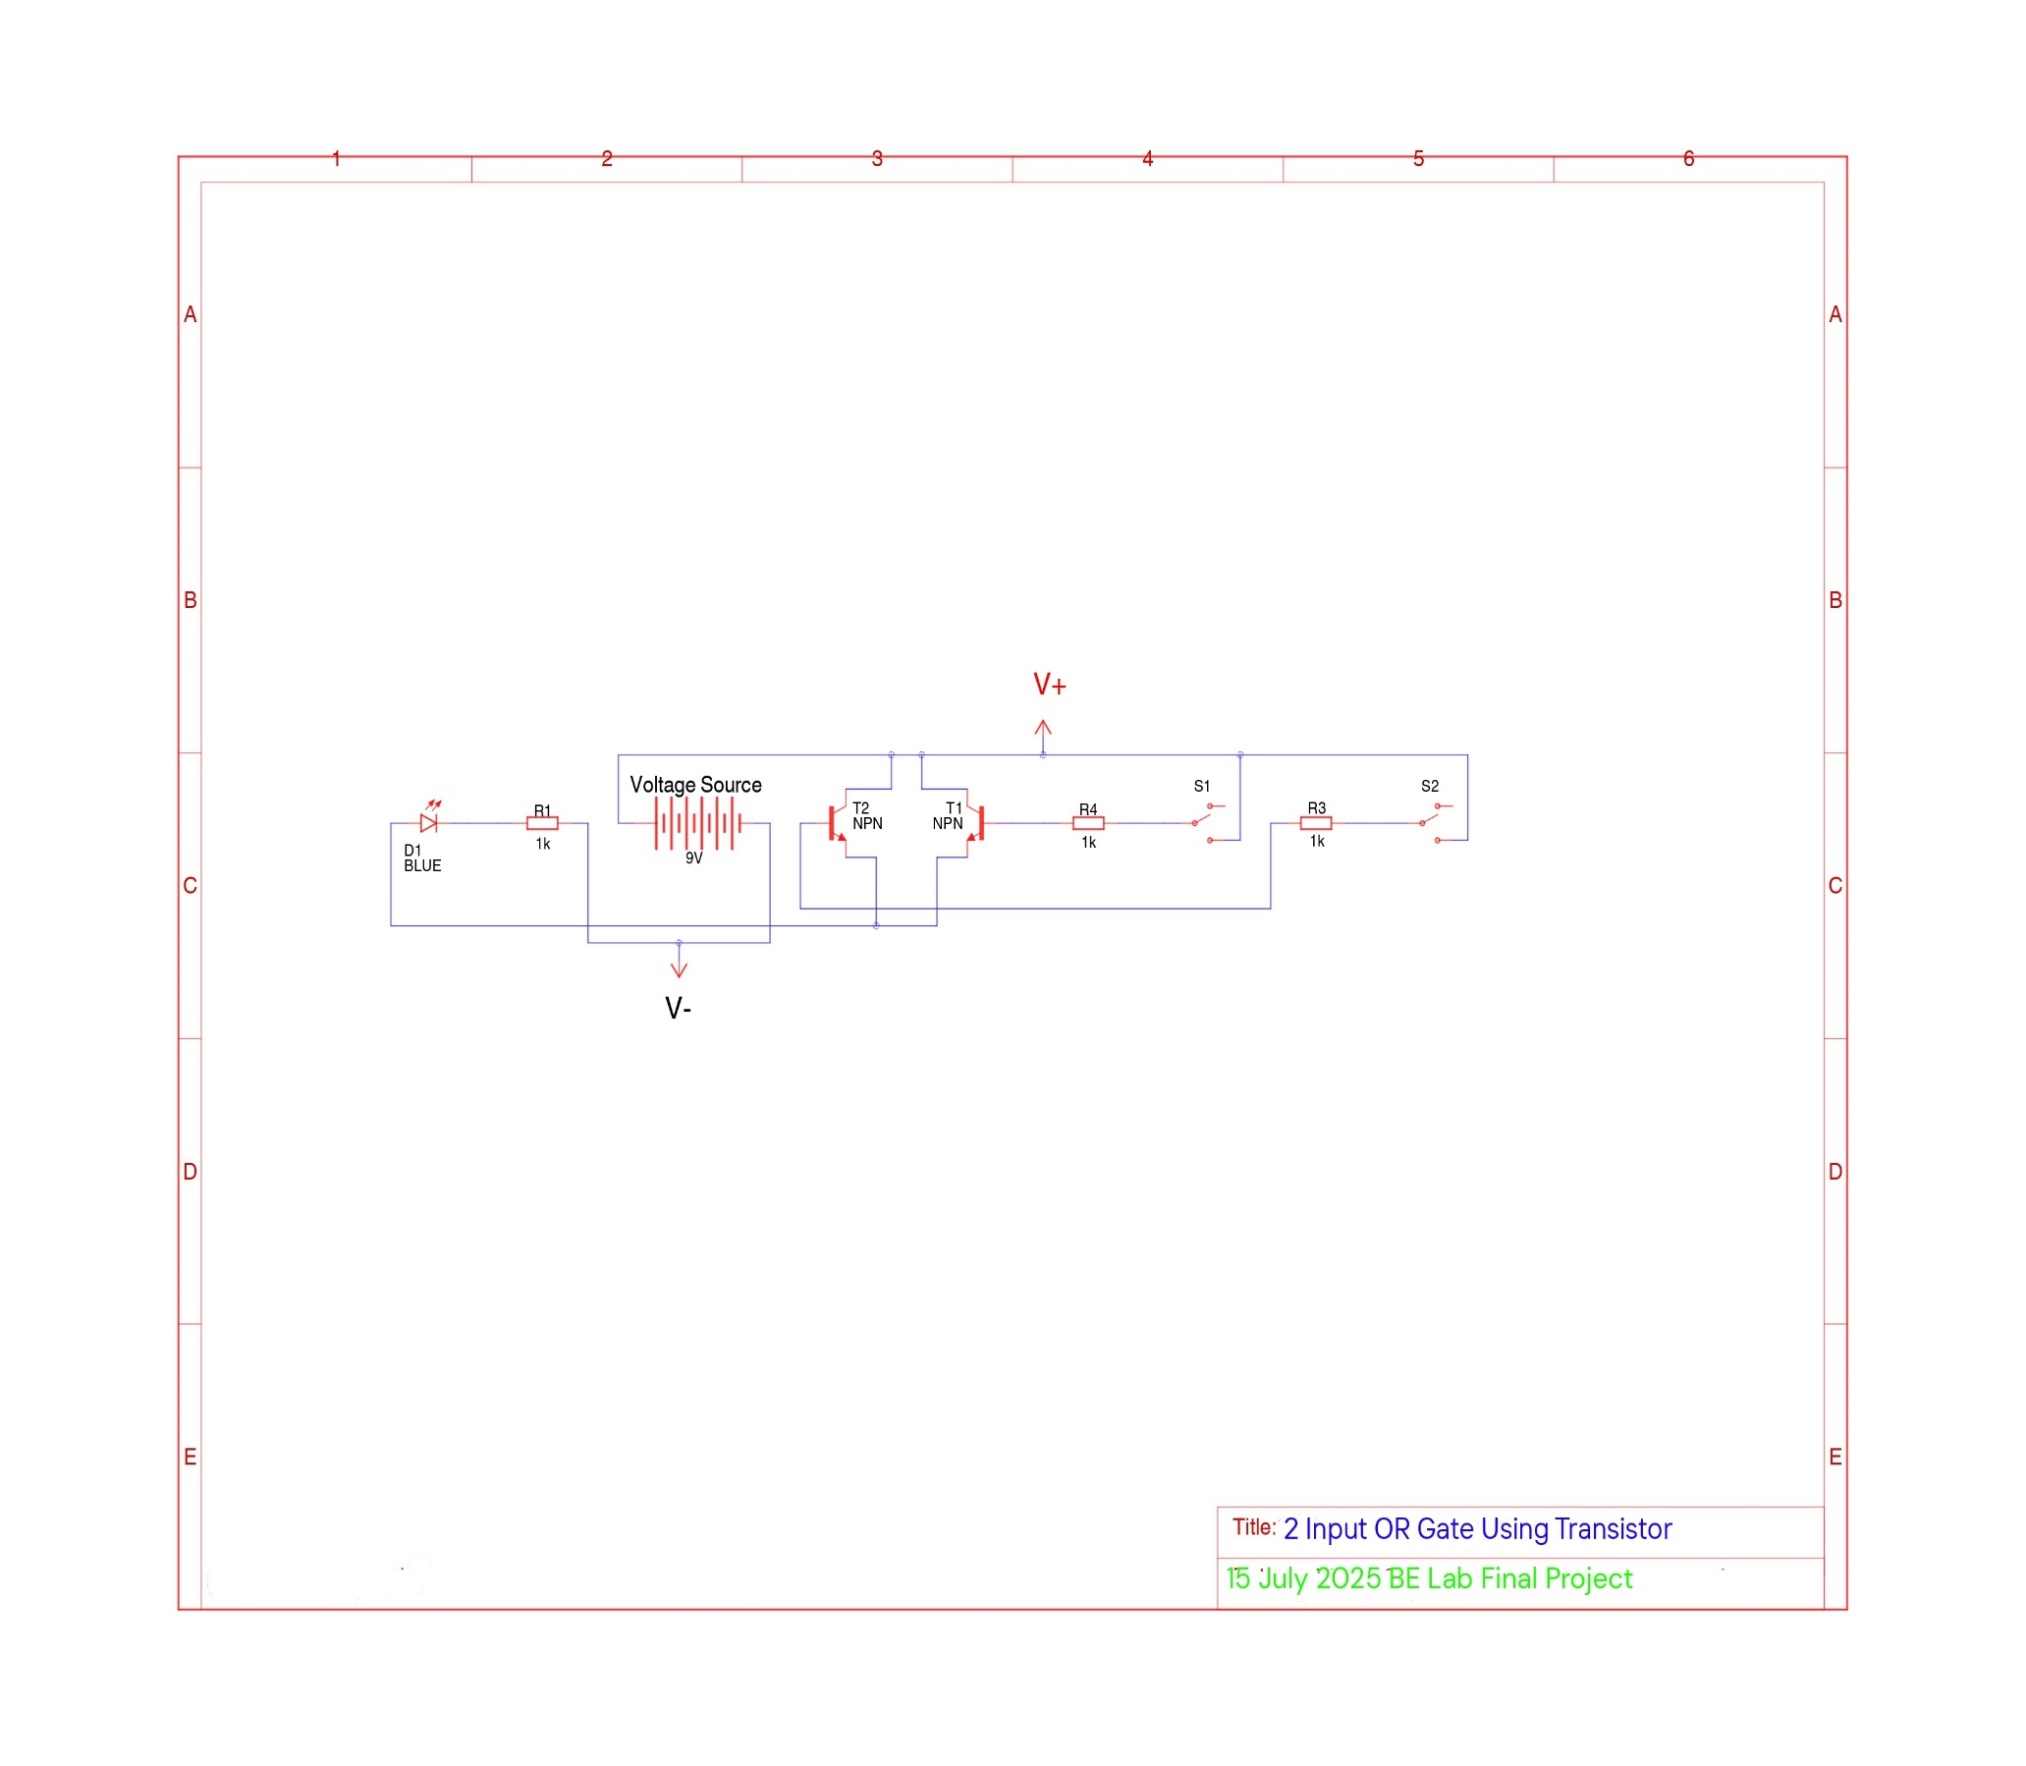 1 2 3 4 5 6
A A
B B
V+
Voltage Source
S1 S2
T2 T1
NPN NPN
R1 R4 R3
1k 1k 1k
D1
BLUE
9V
C C
V-
D D
E E
Title: 2 Input OR Gate Using Transistor
15 July 2025 BE Lab Final Project